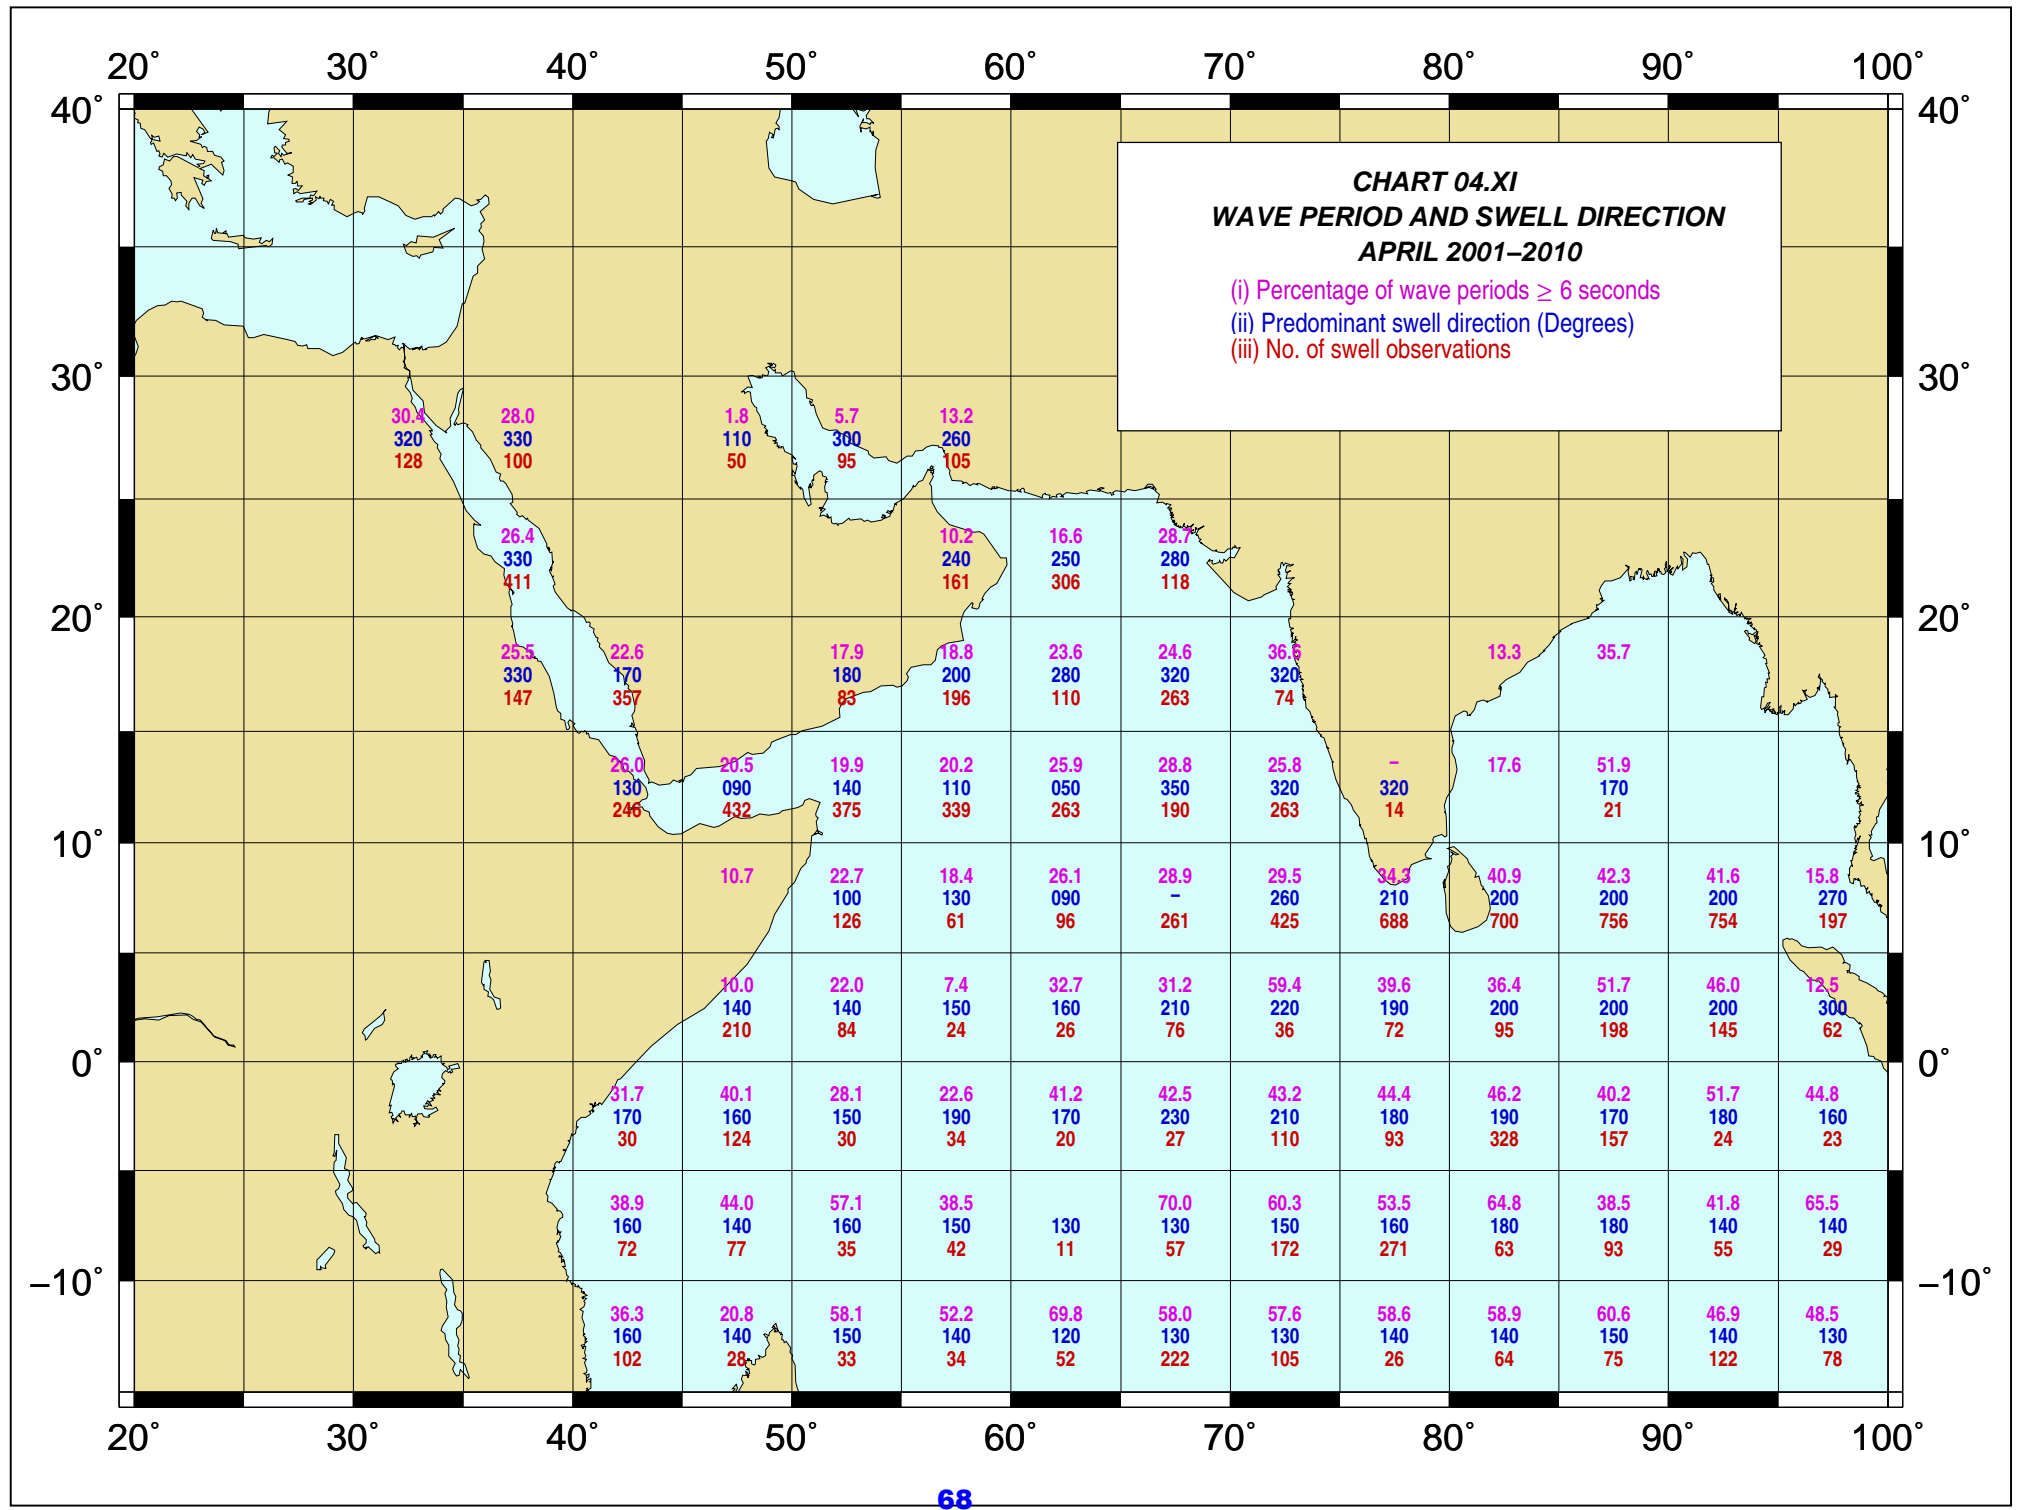 20° 30° 40° 50° 60° 70° 80° 90° 100°
40° 40°
CHART 04.XI
WAVE PERIOD AND SWELL DIRECTION
APRIL 2001–2010
(i) Percentage of wave periods ≥ 6 seconds
(ii) Predominant swell direction (Degrees)
(iii) No. of swell observations
30° 30°
30.4 28.0 1.8 5.7 13.2
320 330 110 300 260
128 100 50 95 105
26.4 10.2 16.6 28.7
330 240 250 280
411 161 306 118
20° 20°
25.5 22.6 17.9 18.8 23.6 24.6 36.6 13.3 35.7
330 170 180 200 280 320 320
147 357 83 196 110 263 74
26.0 20.5 19.9 20.2 25.9 28.8 25.8 – 17.6 51.9
130 090 140 110 050 350 320 320 170
246 432 375 339 263 190 263 14 21
10° 10°
10.7 22.7 18.4 26.1 28.9 29.5 34.3 40.9 42.3 41.6 15.8
100 130 090 – 260 210 200 200 200 270
126 61 96 261 425 688 700 756 754 197
10.0 22.0 7.4 32.7 31.2 59.4 39.6 36.4 51.7 46.0 12.5
140 140 150 160 210 220 190 200 200 200 300
210 84 24 26 76 36 72 95 198 145 62
0° 0°
31.7 40.1 28.1 22.6 41.2 42.5 43.2 44.4 46.2 40.2 51.7 44.8
170 160 150 190 170 230 210 180 190 170 180 160
30 124 30 34 20 27 110 93 328 157 24 23
38.9 44.0 57.1 38.5 70.0 60.3 53.5 64.8 38.5 41.8 65.5
160 140 160 150 130 130 150 160 180 180 140 140
72 77 35 42 11 57 172 271 63 93 55 29
–10° –10°
36.3 20.8 58.1 52.2 69.8 58.0 57.6 58.6 58.9 60.6 46.9 48.5
160 140 150 140 120 130 130 140 140 150 140 130
102 28 33 34 52 222 105 26 64 75 122 78
20° 30° 40° 50° 60° 70° 80° 90° 100°
68